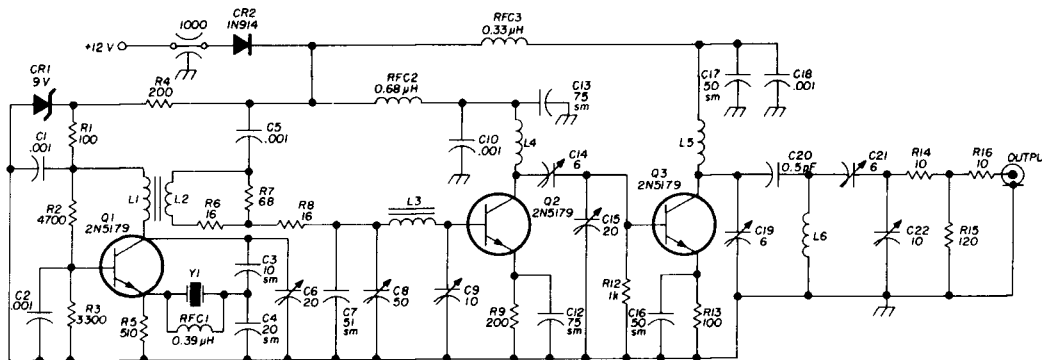 +12 V
1000
CR2
1N914
RFC3
0.33 µH
CR1
9 V
R4
200
RFC2
0.68 µH
C13
75
sm
C17
50
sm
C18
.001
R1
100
C1
.001
C5
.001
C10
.001
L4
L5
C14
6
C20
0.5 pF
C21
6
R14
10
R16
10
OUTPUT
L1
L2
R7
68
R2
4700
Q1
2N5179
R6
16
R8
16
L3
Q2
2N5179
Q3
2N5179
C15
20
C19
6
L6
C22
10
R15
120
C2
.001
R3
3300
Y1
C3
10
sm
C6
20
C7
51
sm
C8
50
C9
10
R5
510
RFC1
0.39 µH
C4
20
sm
R9
200
C12
75
sm
R12
1k
C16
50
sm
R13
100